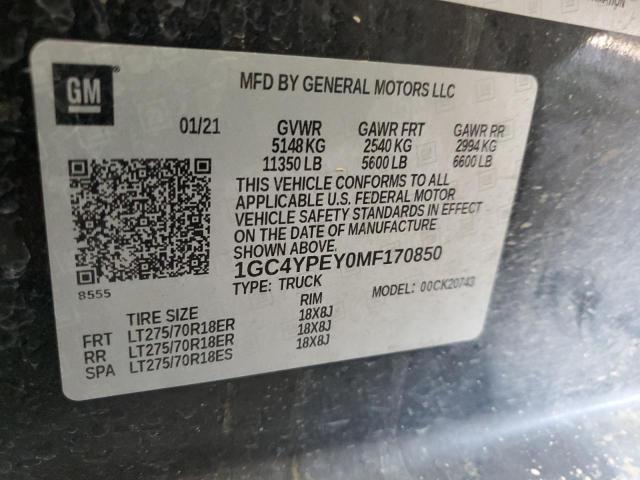 GM
MFD BY GENERAL MOTORS LLC
01/21 GVWR GAWR FRT GAWR RR
5148 KG 2540 KG 2994 KG
11350 LB 5600 LB 6600 LB
THIS VEHICLE CONFORMS TO ALL
APPLICABLE U.S. FEDERAL MOTOR
VEHICLE SAFETY STANDARDS IN EFFECT
ON THE DATE OF MANUFACTURE
SHOWN ABOVE.
1GC4YPEY0MF170850
TYPE: TRUCK MODEL: 00CK20743
8555
TIRE SIZE RIM
FRT LT275/70R18ER 18X8J
RR LT275/70R18ER 18X8J
SPA LT275/70R18ES 18X8J